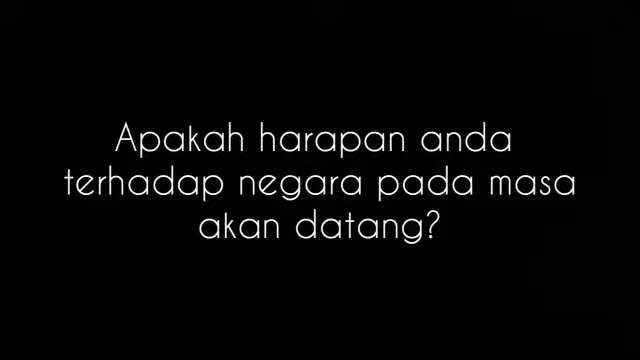 Apakah harapan anda
terhadap negara pada masa
akan datang?